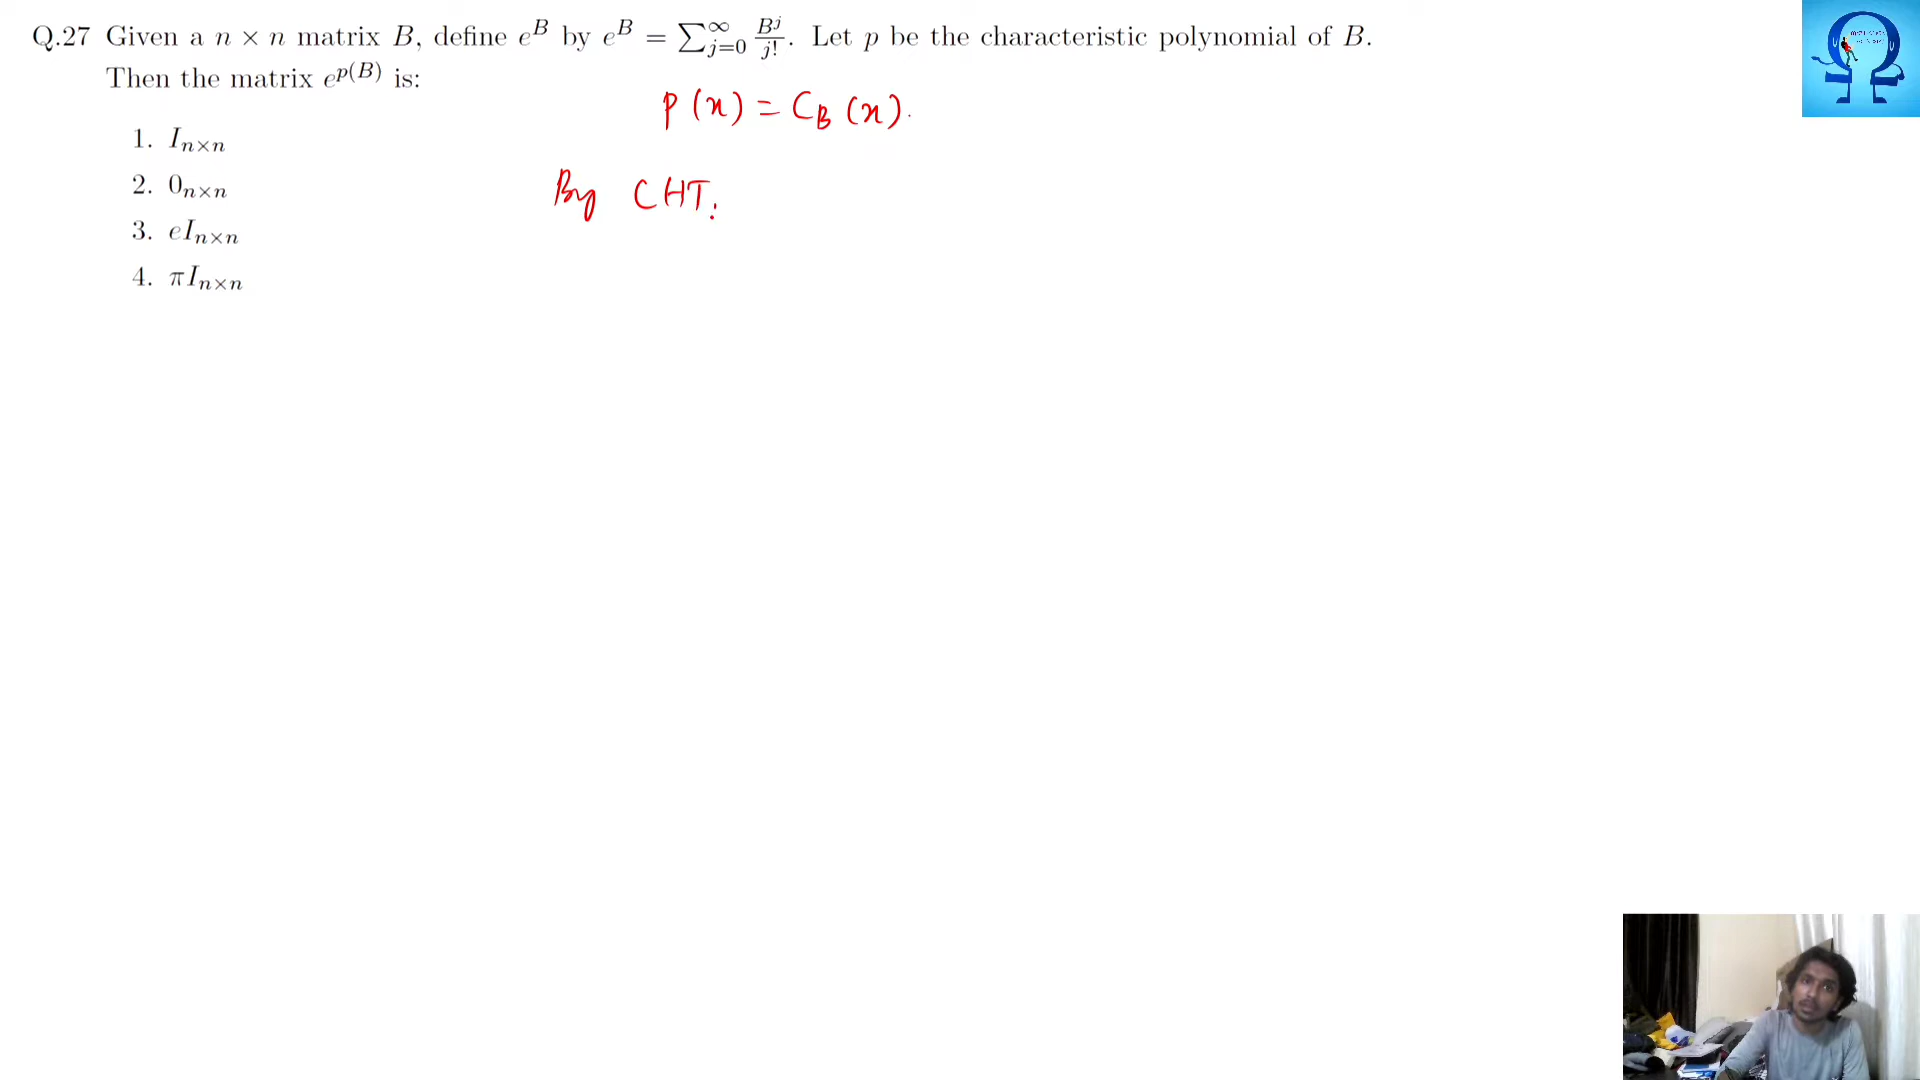 Q.27 Given a n × n matrix B, define e^B by e^B = ∑_{j=0}^{∞} B^j/j!. Let p be the characteristic polynomial of B.
Then the matrix e^{p(B)} is:
p(x) = C_B(x).
1. I_{n×n}
By CHT:
2. 0_{n×n}
3. eI_{n×n}
4. πI_{n×n}